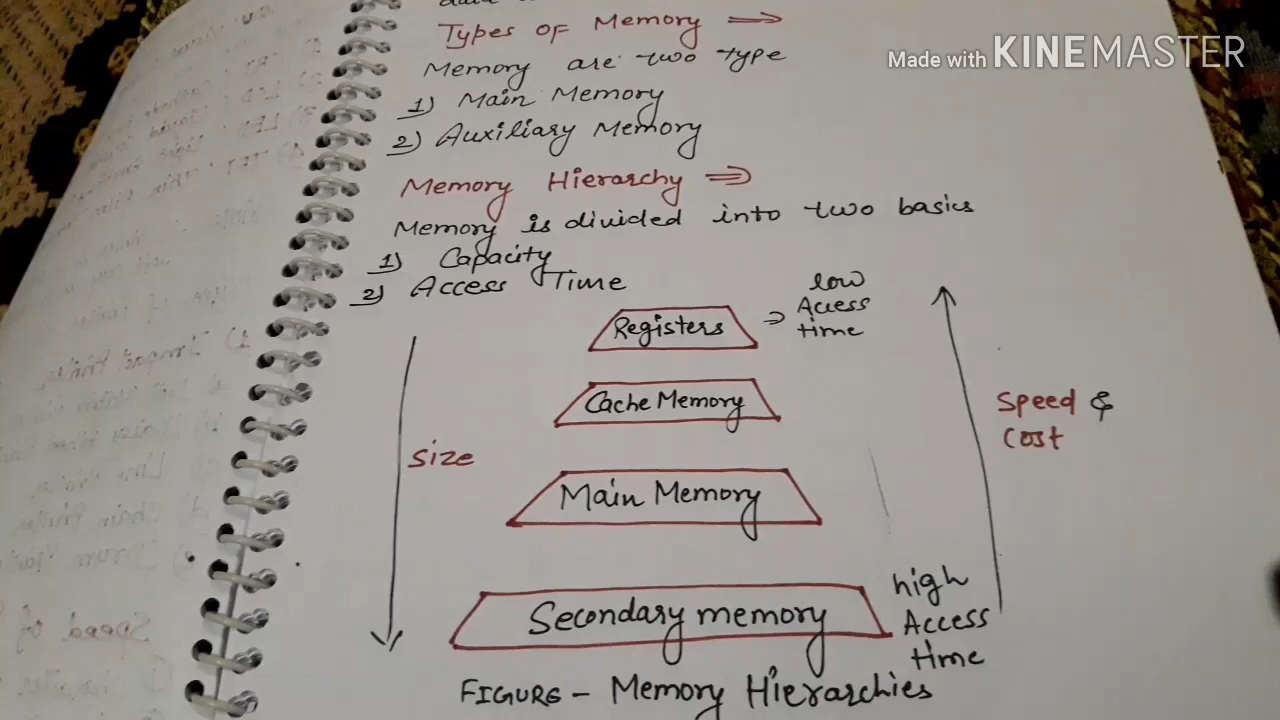 Types of Memory ⇒
Made with KINEMASTER
Memory are two type
1) Main Memory
2) Auxiliary Memory
Memory Hierarchy ⇒
Memory is divided into two basics
1) Capacity
2) Access Time
Registers ⇒ low
Access
time
Cache Memory
Size
Speed &
Cost
Main Memory
Secondary memory
high
Access
time
FIGURE - Memory Hierarchies